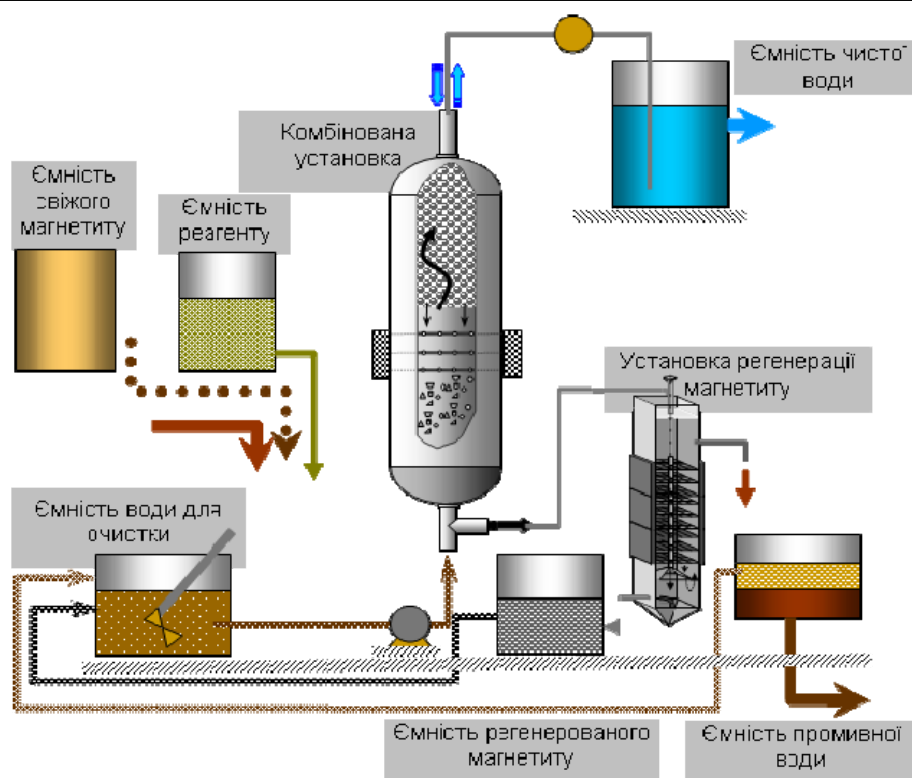 Ємність чистої
води
Комбінована
установка
Ємність
свіжого
магнетиту
Ємність
реагенту
Установка регенерації
магнетиту
Ємність води для
очистки
Ємність регенерованого
магнетиту
Ємність промивної
води